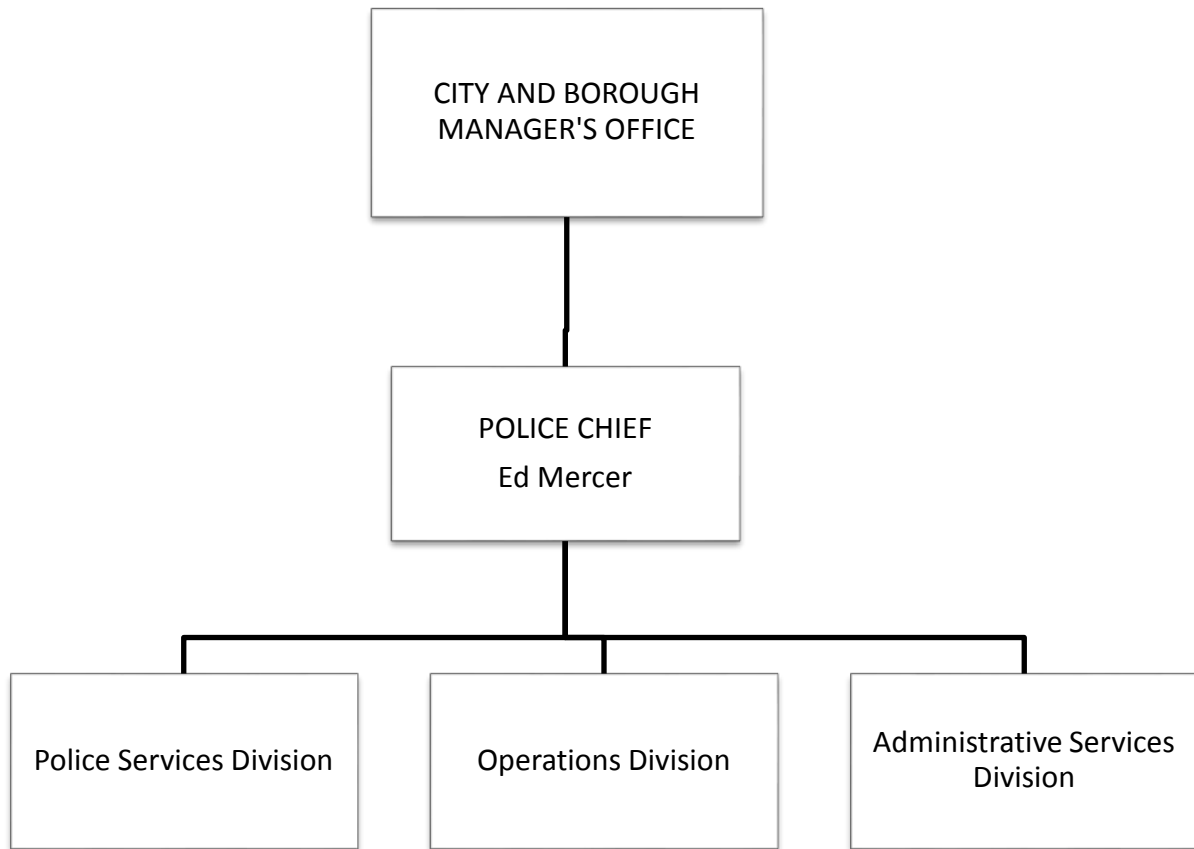 CITY AND BOROUGH
MANAGER'S OFFICE
POLICE CHIEF
Ed Mercer
Police Services Division
Operations Division
Administrative Services
Division